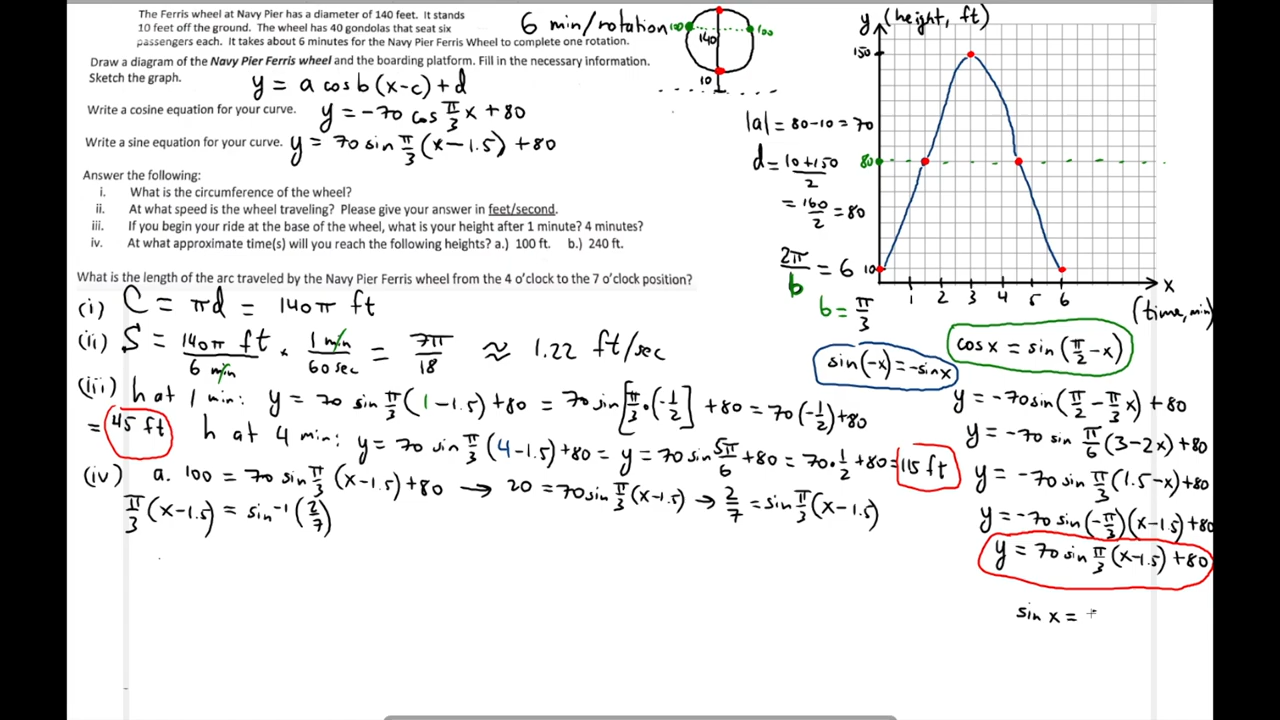 The Ferris wheel at Navy Pier has a diameter of 140 feet. It stands
10 feet off the ground. The wheel has 40 gondolas that seat six
passengers each. It takes about 6 minutes for the Navy Pier Ferris Wheel to complete one rotation.
6 min/rotation
100
140
100
10
Draw a diagram of the Navy Pier Ferris wheel and the boarding platform. Fill in the necessary information.
Sketch the graph.
y = a cos b (x-c) + d
Write a cosine equation for your curve.
y = -70 cos π/3 x + 80
Write a sine equation for your curve.
y = 70 sin π/3 (x-1.5) + 80
Answer the following:
i. What is the circumference of the wheel?
ii. At what speed is the wheel traveling? Please give your answer in feet/second.
iii. If you begin your ride at the base of the wheel, what is your height after 1 minute? 4 minutes?
iv. At what approximate time(s) will you reach the following heights? a.) 100 ft. b.) 240 ft.
What is the length of the arc traveled by the Navy Pier Ferris wheel from the 4 o'clock to the 7 o'clock position?
y (height, ft)
150
80
10
1 2 3 4 5 6
x
(time, min)
|a| = 80-10 = 70
d = 10+150/2
= 160/2 = 80
2π/b = 6
b = π/3
(i) C = πd = 140π ft
(ii) S = 140π ft/6 min · 1 min/60 sec = 7π/18 ≈ 1.22 ft/sec
(iii) h at 1 min: y = 70 sin π/3 (1-1.5) + 80 = 70 sin [π/3 · (-1/2] + 80 = 70(-1/2)+80
= 45 ft
h at 4 min: y = 70 sin π/3 (4-1.5) + 80 = y = 70 sin 5π/6 + 80 = 70·1/2 + 80 = 115 ft
(iv) a. 100 = 70 sin π/3 (x-1.5) + 80 → 20 = 70 sin π/3 (x-1.5) → 2/7 = sin π/3 (x-1.5)
π/3 (x-1.5) = sin⁻¹(2/7)
sin(-x) = -sin x
cos x = sin(π/2 - x)
y = -70 sin(π/2 - π/3 x) + 80
y = -70 sin π/6 (3-2x) + 80
y = -70 sin π/3 (1.5-x) + 80
y = -70 sin (-π/3)(x-1.5) + 80
y = 70 sin π/3 (x-1.5) + 80
sin x =